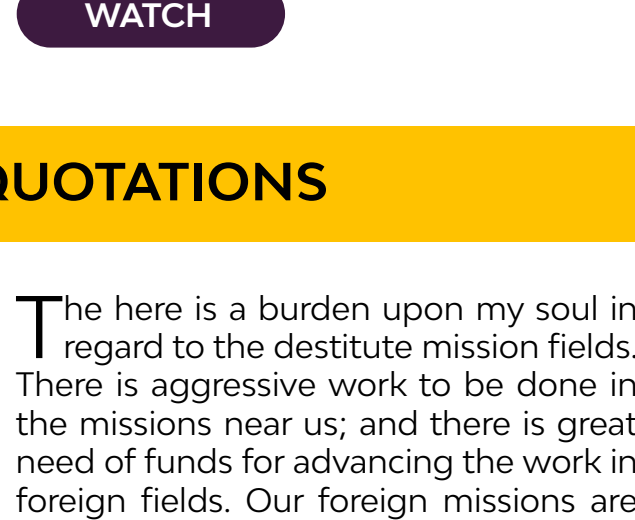 WATCH
QUOTATIONS
The here is a burden upon my soul in
regard to the destitute mission fields.
There is aggressive work to be done in
the missions near us; and there is great
need of funds for advancing the work in
foreign fields. Our foreign missions are